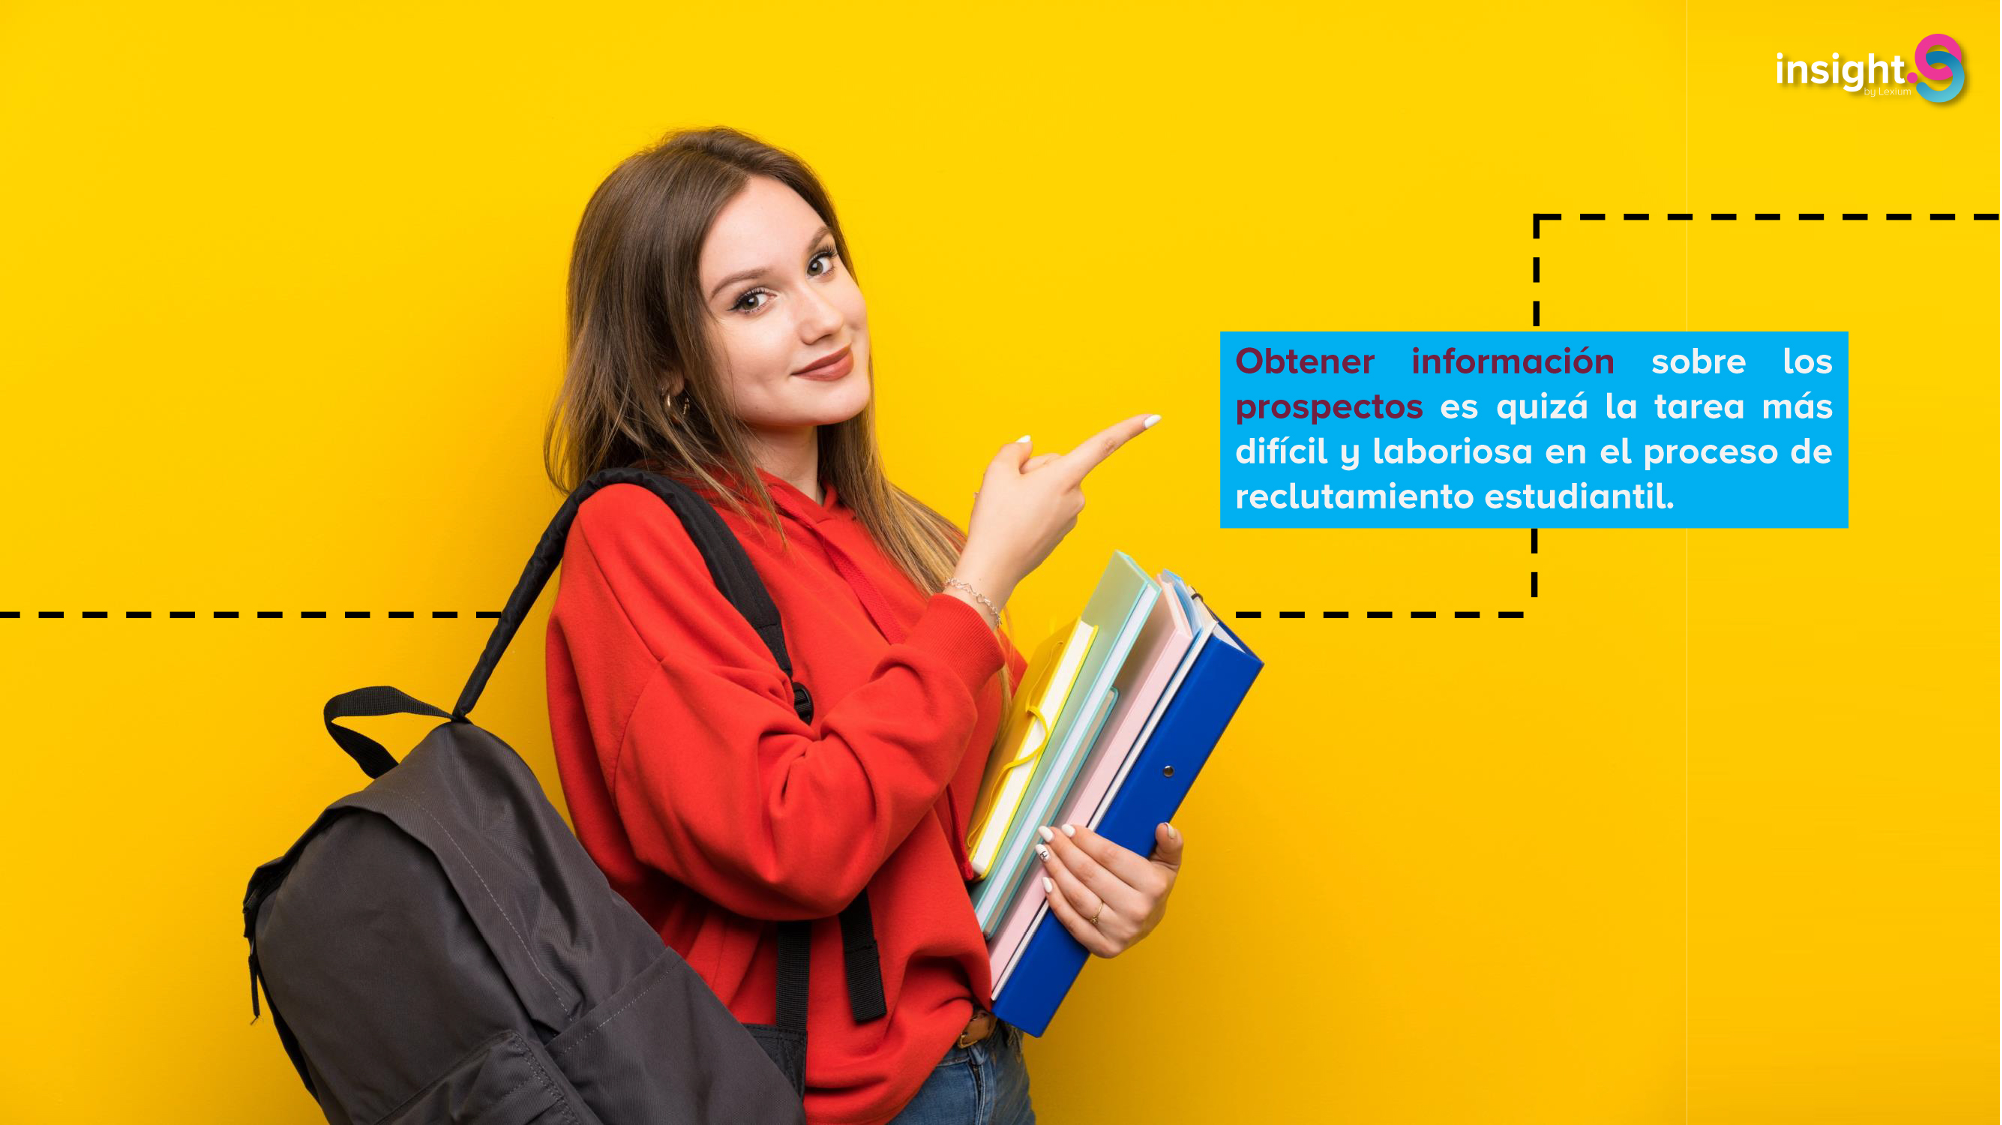 insight.
by Lexium
Obtener información sobre los
prospectos es quizá la tarea más
difícil y laboriosa en el proceso de
reclutamiento estudiantil.